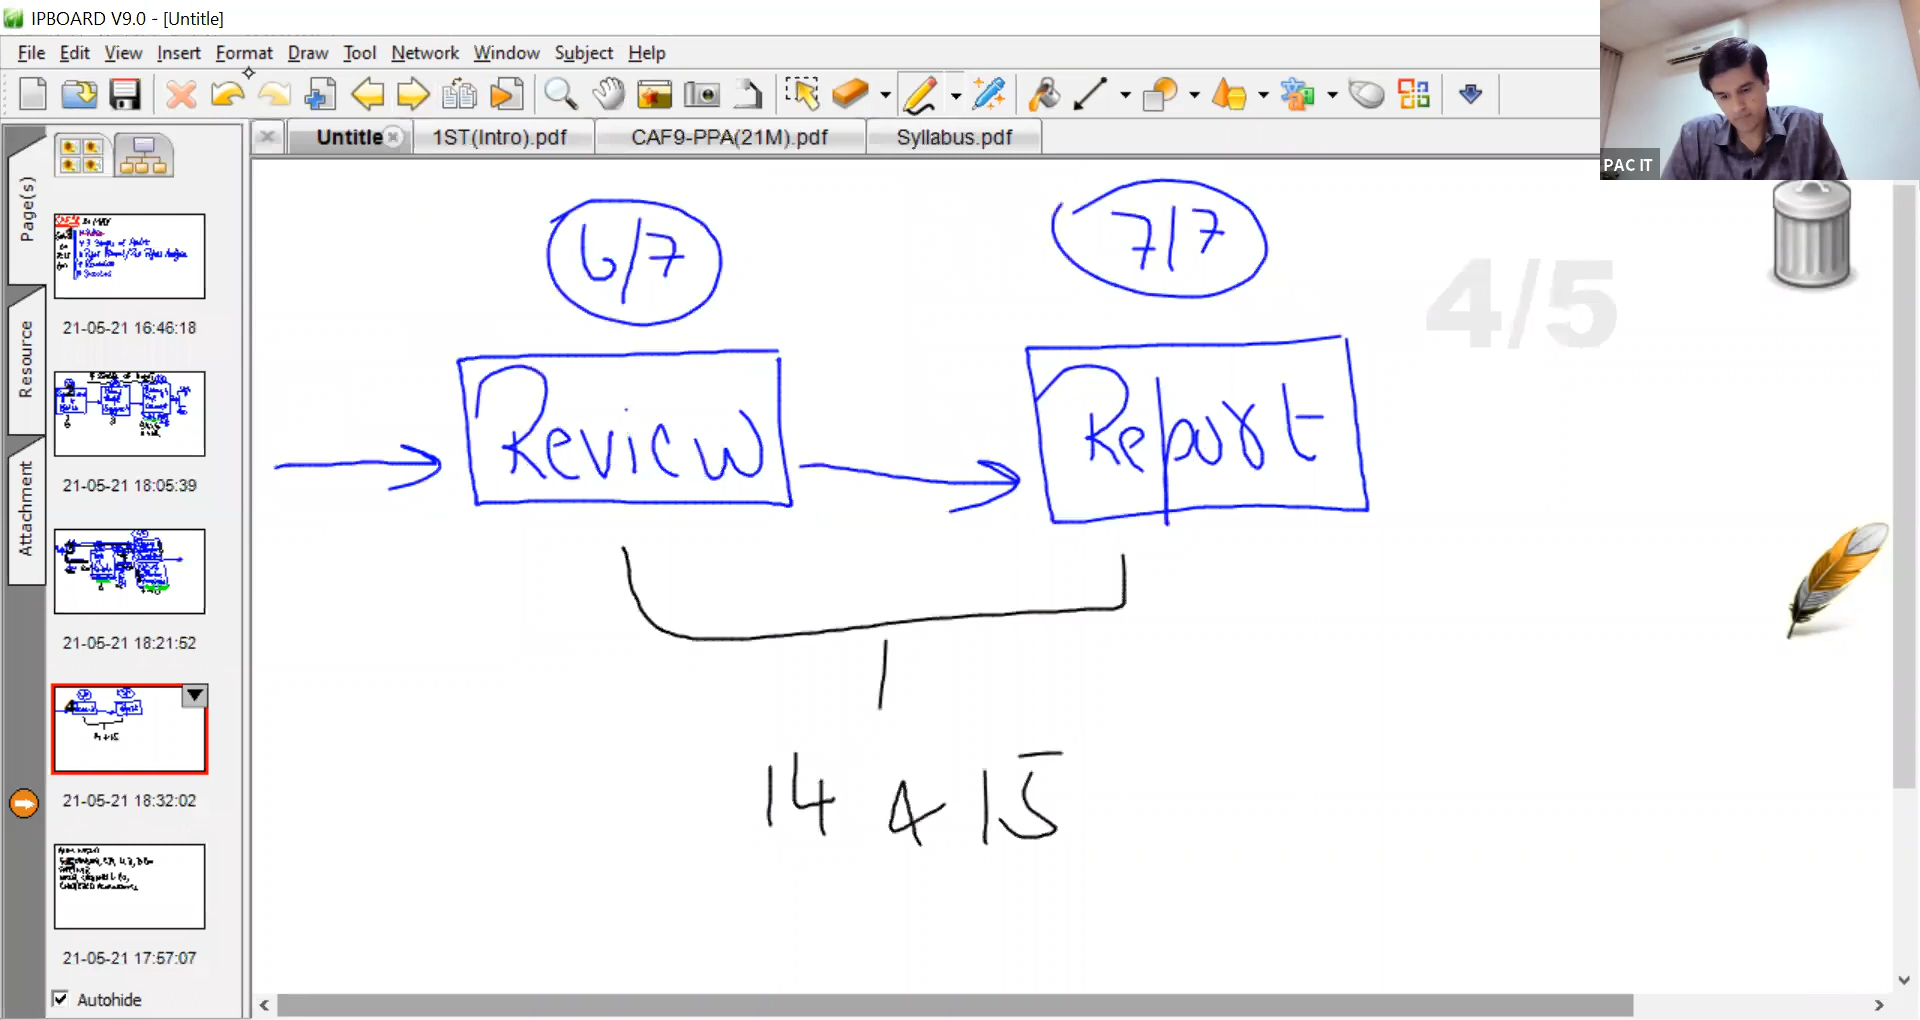 IPBOARD V9.0 - [Untitle]
File Edit View Insert Format Draw Tool Network Window Subject Help
Untitle 1ST(Intro).pdf CAF9-PPA(21M).pdf Syllabus.pdf
PAC IT
Page(s)
Resource
Attachment
21-05-21 16:46:18
21-05-21 18:05:39
21-05-21 18:21:52
4
14 & 15
21-05-21 18:32:02
21-05-21 17:57:07
Autohide
6/7 7/7
4/5
Review Report
14 & 15